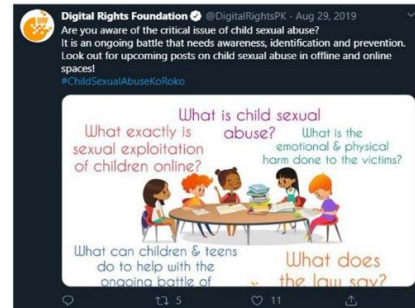 Digital Rights Foundation @DigitalRightsPK - Aug 29, 2019
Are you aware of the critical issue of child sexual abuse?
It is an ongoing battle that needs awareness, identification and prevention.
Look out for upcoming posts on child sexual abuse in offline and online
spaces!
#ChildSexualAbuseKoRoko
What is child sexual
abuse?
What exactly is
sexual exploitation
of children online?
What is the
emotional & physical
harm done to the victims?
What can children & teens
do to help with the
ongoing battle of
What does
the law say?
5
11